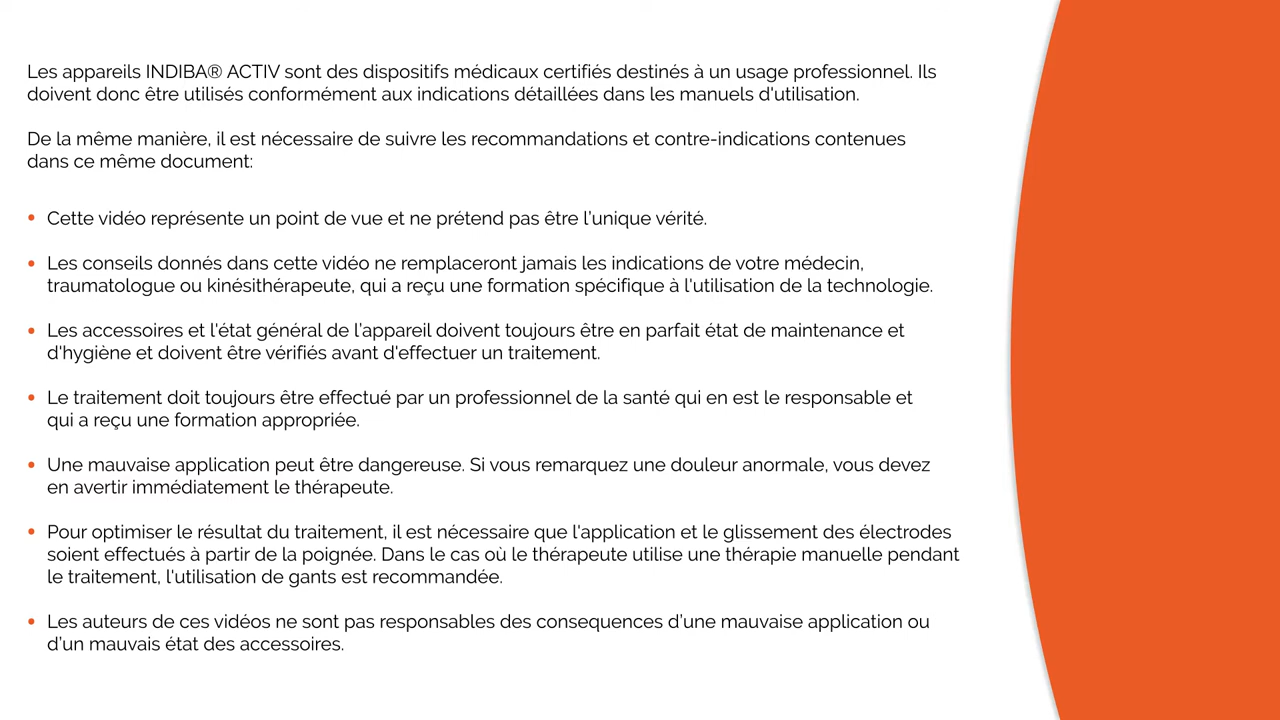 Les appareils INDIBA® ACTIV sont des dispositifs médicaux certifiés destinés à un usage professionnel. Ils
doivent donc être utilisés conformément aux indications détaillées dans les manuels d'utilisation.
De la même manière, il est nécessaire de suivre les recommandations et contre-indications contenues
dans ce même document:
• Cette vidéo représente un point de vue et ne prétend pas être l'unique vérité.
• Les conseils donnés dans cette vidéo ne remplaceront jamais les indications de votre médecin,
traumatologue ou kinésithérapeute, qui a reçu une formation spécifique à l'utilisation de la technologie.
• Les accessoires et l'état général de l'appareil doivent toujours être en parfait état de maintenance et
d'hygiène et doivent être vérifiés avant d'effectuer un traitement.
• Le traitement doit toujours être effectué par un professionnel de la santé qui en est le responsable et
qui a reçu une formation appropriée.
• Une mauvaise application peut être dangereuse. Si vous remarquez une douleur anormale, vous devez
en avertir immédiatement le thérapeute.
• Pour optimiser le résultat du traitement, il est nécessaire que l'application et le glissement des électrodes
soient effectués à partir de la poignée. Dans le cas où le thérapeute utilise une thérapie manuelle pendant
le traitement, l'utilisation de gants est recommandée.
• Les auteurs de ces vidéos ne sont pas responsables des consequences d’une mauvaise application ou
d’un mauvais état des accessoires.